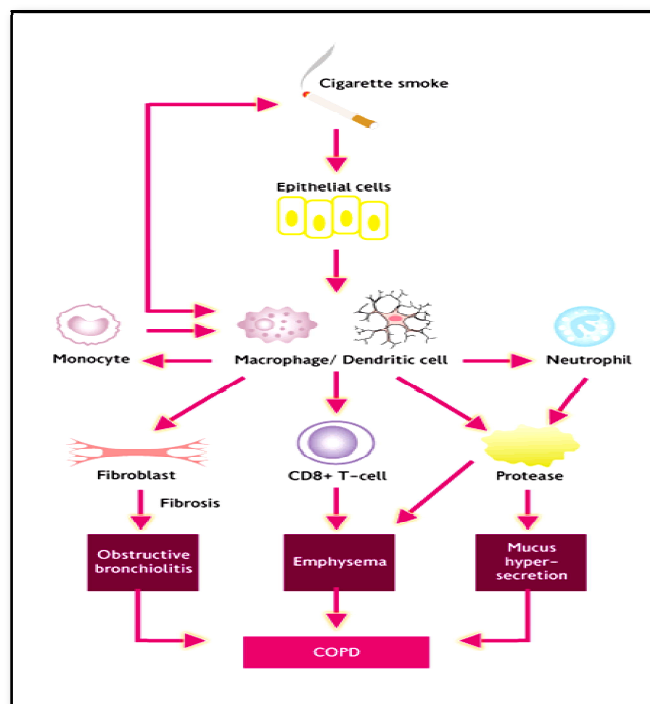 Cigarette smoke
Epithelial cells
Monocyte
Macrophage/ Dendritic cell
Neutrophil
Fibroblast
CD8+ T-cell
Protease
Fibrosis
Obstructive
bronchiolitis
Emphysema
Mucus
hyper-
secretion
COPD